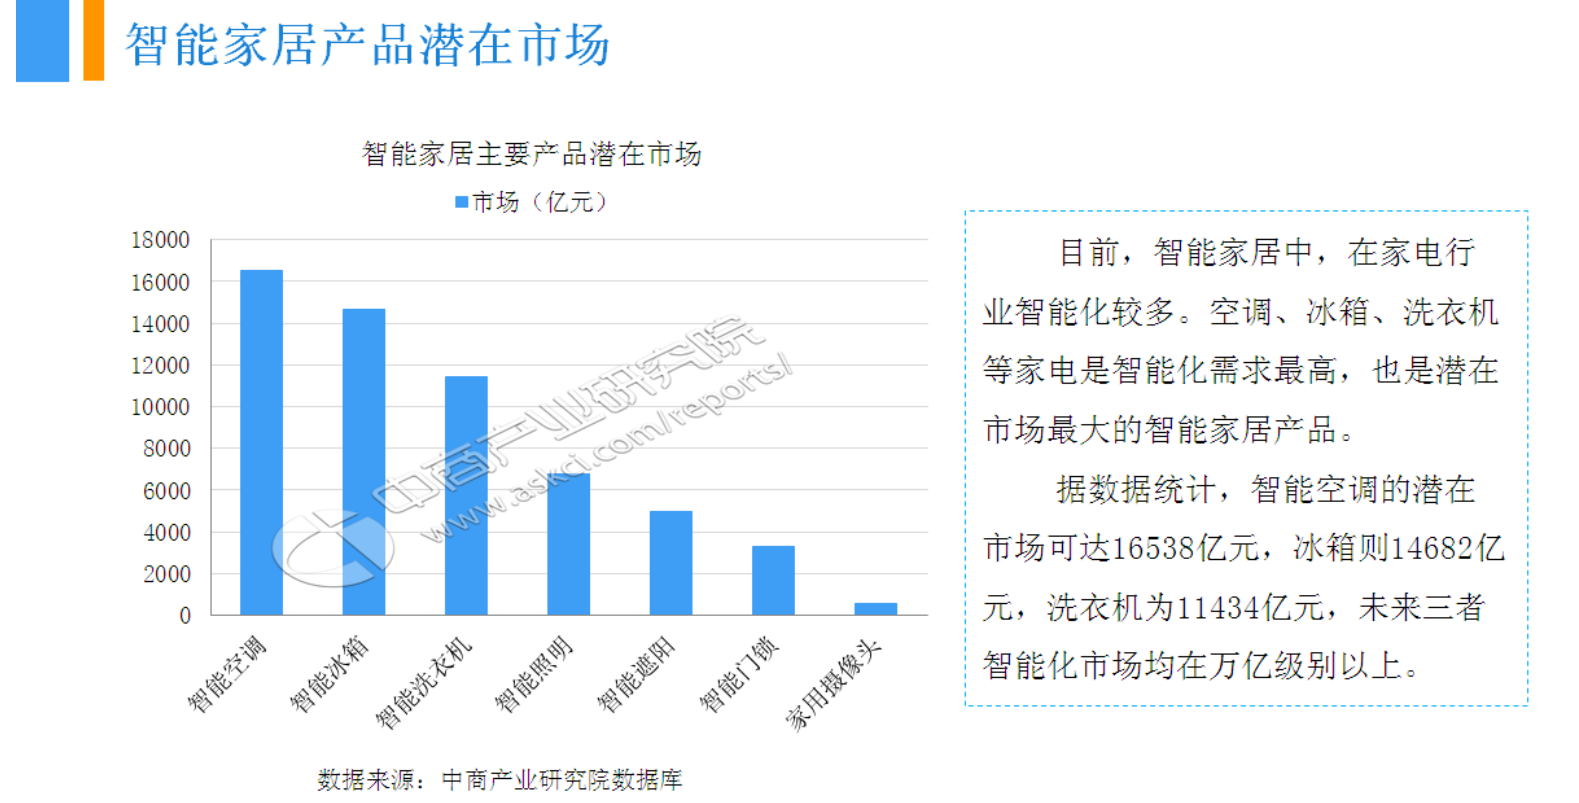 智能家居产品潜在市场
智能家居主要产品潜在市场
市场（亿元）
18000
16000
14000
12000
10000
8000
6000
4000
2000
0
智能空调
智能冰箱
智能洗衣机
智能照明
智能遮阳
智能门锁
家用摄像头
中商产业研究院
www.askci.com/reports/
数据来源：中商产业研究院数据库
目前，智能家居中，在家电行
业智能化较多。空调、冰箱、洗衣机
等家电是智能化需求最高，也是潜在
市场最大的智能家居产品。
据数据统计，智能空调的潜在
市场可达16538亿元，冰箱则14682亿
元，洗衣机为11434亿元，未来三者
智能化市场均在万亿级别以上。